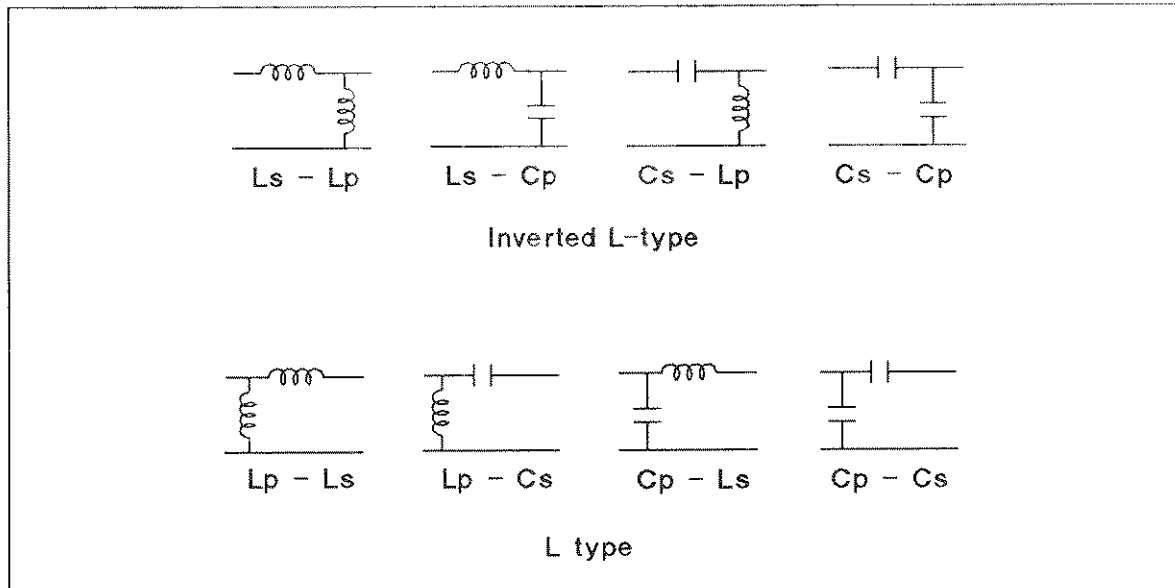 Ls - Lp Ls - Cp Cs - Lp Cs - Cp
Inverted L-type
Lp - Ls Lp - Cs Cp - Ls Cp - Cs
L type